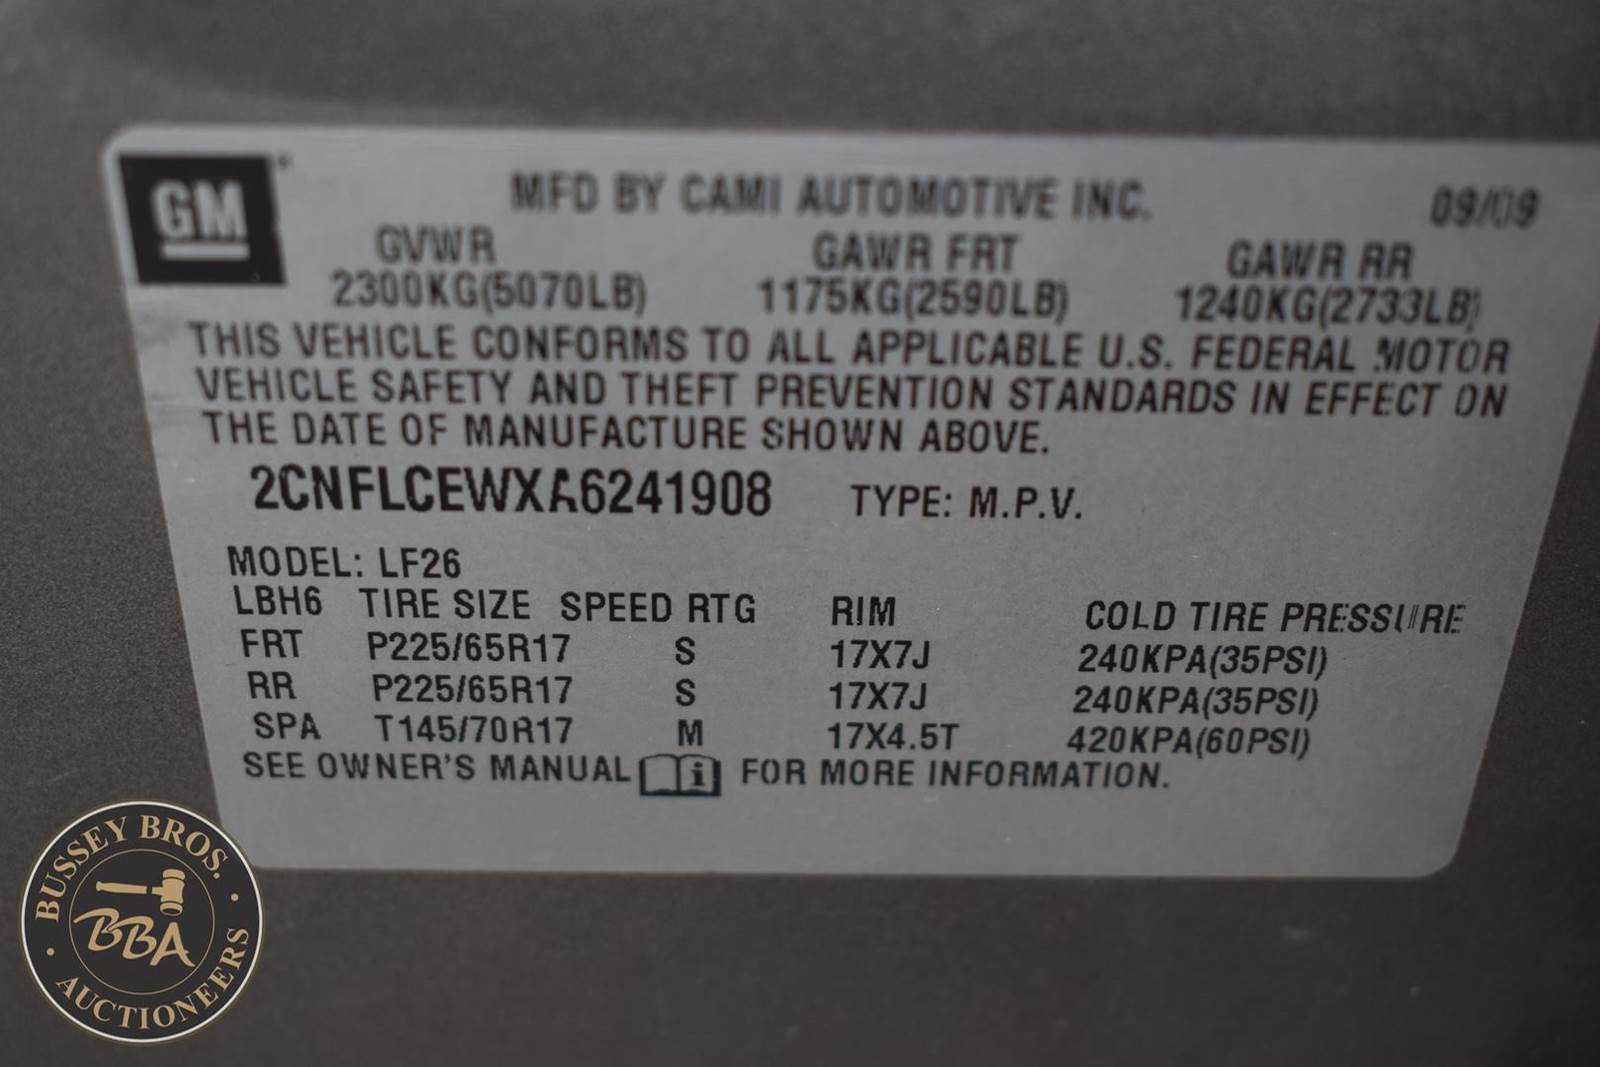 GM
MFD BY CAMI AUTOMOTIVE INC. 09/09
GVWR GAWR FRT GAWR RR
2300KG(5070LB) 1175KG(2590LB) 1240KG(2733LB)
THIS VEHICLE CONFORMS TO ALL APPLICABLE U.S. FEDERAL MOTOR
VEHICLE SAFETY AND THEFT PREVENTION STANDARDS IN EFFECT ON
THE DATE OF MANUFACTURE SHOWN ABOVE.
2CNFLCEWXA6241908 TYPE: M.P.V.
MODEL: LF26
LBH6 TIRE SIZE SPEED RTG RIM COLD TIRE PRESSURE
FRT P225/65R17 S 17X7J 240KPA(35PSI)
RR P225/65R17 S 17X7J 240KPA(35PSI)
SPA T145/70R17 M 17X4.5T 420KPA(60PSI)
SEE OWNER'S MANUAL i FOR MORE INFORMATION.
BUSSEY BROS.
BBA
AUCTIONEERS